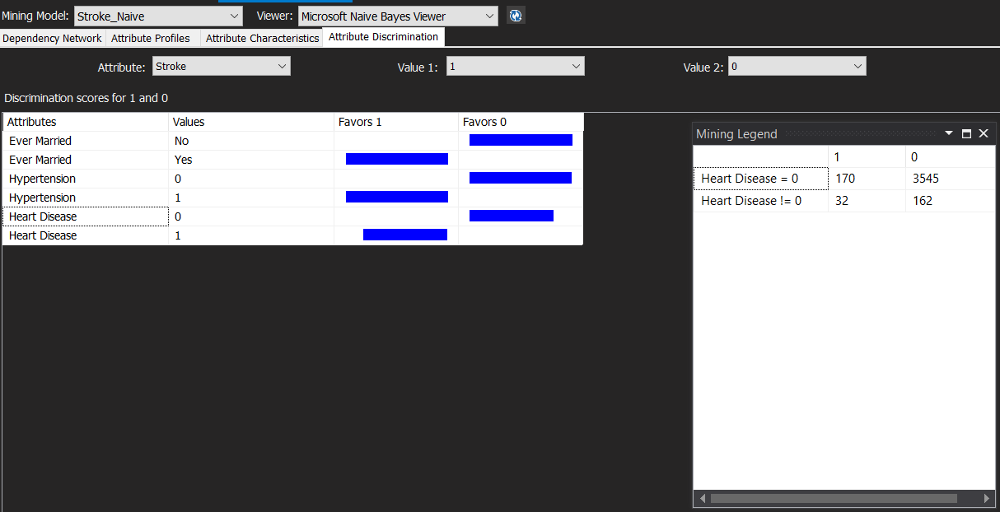 Mining Model: Stroke_Naive Viewer: Microsoft Naive Bayes Viewer
Dependency Network Attribute Profiles Attribute Characteristics Attribute Discrimination
Attribute: Stroke Value 1: 1 Value 2: 0
Discrimination scores for 1 and 0
Attributes Values Favors 1 Favors 0
Ever Married No
Ever Married Yes
Hypertension 0
Hypertension 1
Heart Disease 0
Heart Disease 1
Mining Legend
1 0
Heart Disease = 0 170 3545
Heart Disease != 0 32 162